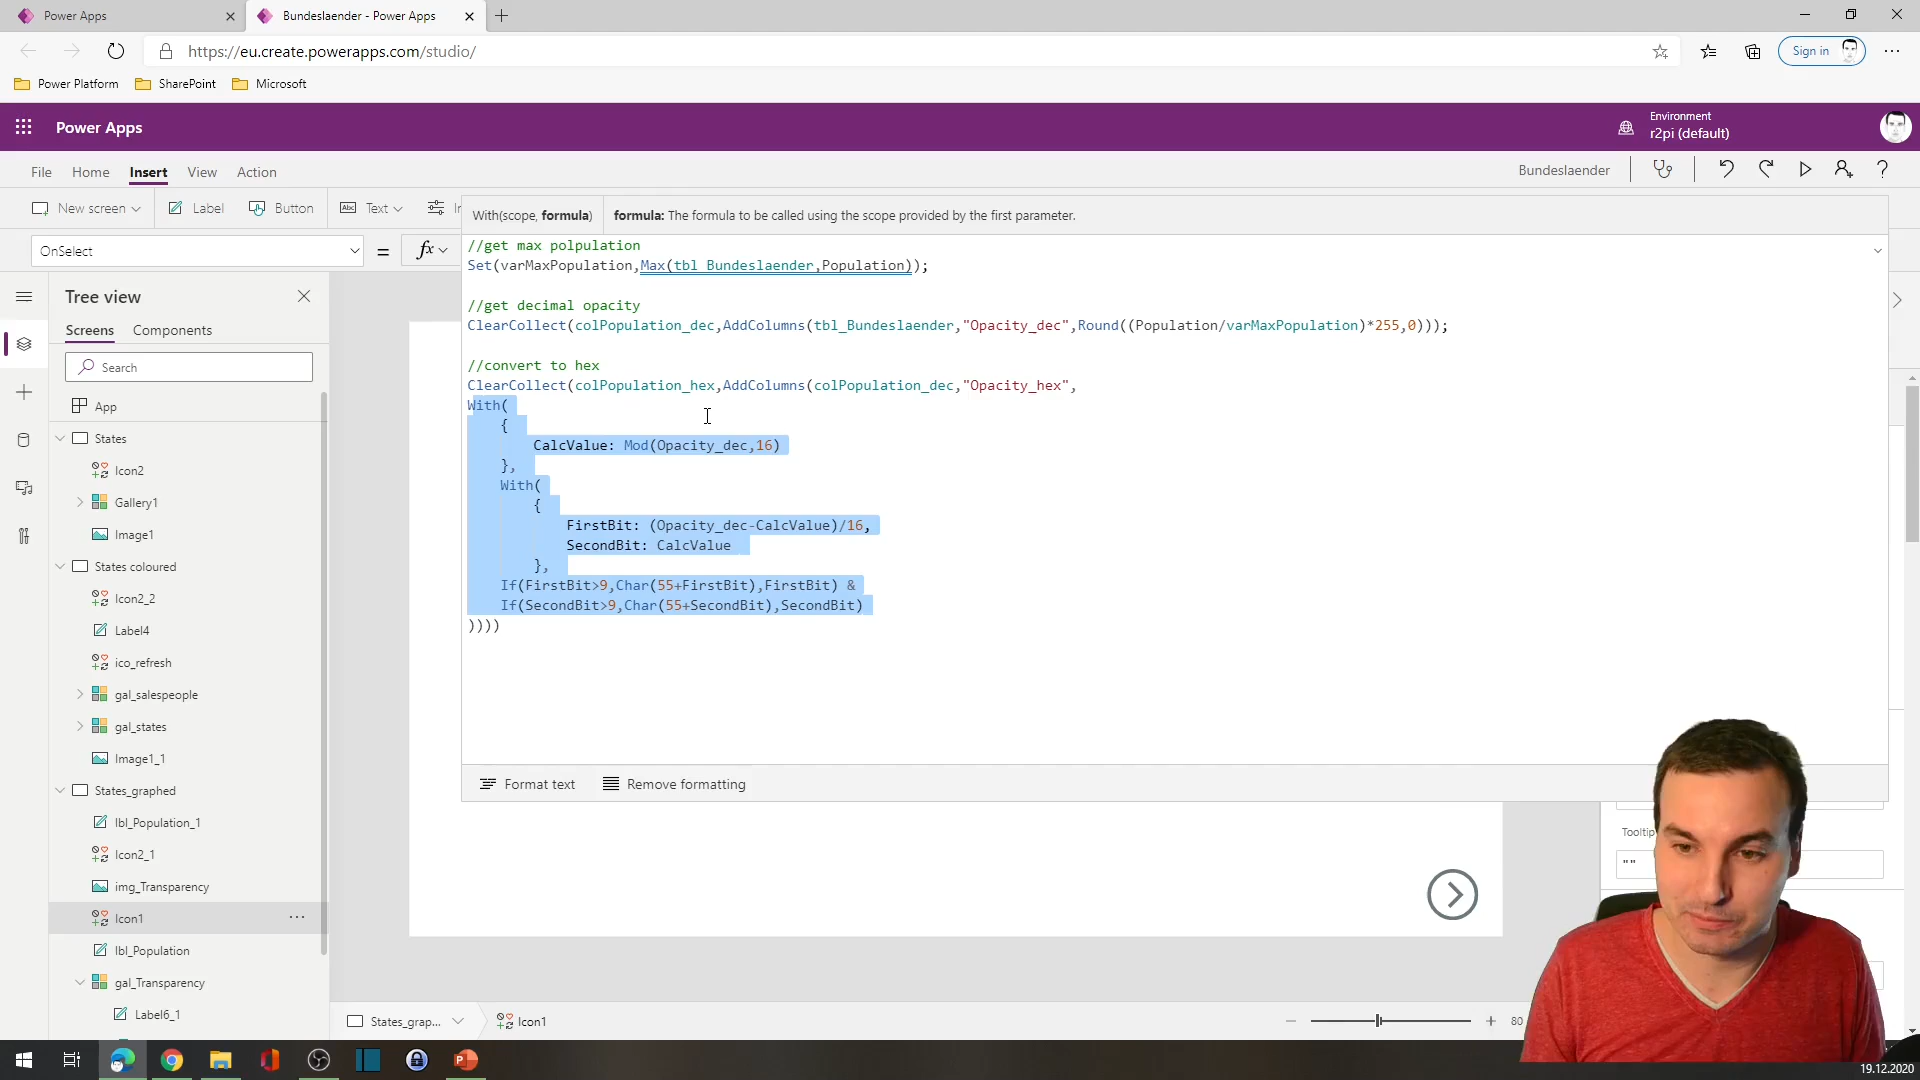 Power Apps
Bundeslaender - Power Apps
https://eu.create.powerapps.com/studio/
Sign in
Power Platform
SharePoint
Microsoft
Power Apps
Environment
r2pi (default)
File
Home
Insert
View
Action
Bundeslaender
New screen
Label
Button
Text
With(scope, formula)
formula: The formula to be called using the scope provided by the first parameter.
OnSelect
=
fx
//get max polpulation
Set(varMaxPopulation,Max(tbl_Bundeslaender,Population));
//get decimal opacity
ClearCollect(colPopulation_dec,AddColumns(tbl_Bundeslaender,"Opacity_dec",Round((Population/varMaxPopulation)*255,0)));
//convert to hex
ClearCollect(colPopulation_hex,AddColumns(colPopulation_dec,"Opacity_hex",
With(
{
CalcValue: Mod(Opacity_dec,16)
},
With(
{
FirstBit: (Opacity_dec-CalcValue)/16,
SecondBit: CalcValue
},
If(FirstBit>9,Char(55+FirstBit),FirstBit) &
If(SecondBit>9,Char(55+SecondBit),SecondBit)
))))
Format text
Remove formatting
Tree view
Screens
Components
Search
App
States
Icon2
Gallery1
Image1
States coloured
Icon2_2
Label4
ico_refresh
gal_salespeople
gal_states
Image1_1
States_graphed
lbl_Population_1
Icon2_1
img_Transparency
Icon1
lbl_Population
gal_Transparency
Label6_1
Tooltip
""
States_grap...
Icon1
80
19.12.2020